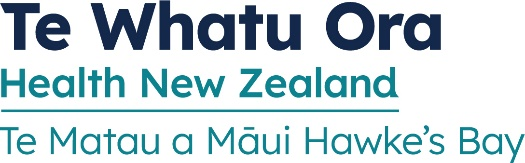 Te Whatu Ora
Health New Zealand
Te Matau a Māui Hawke’s Bay